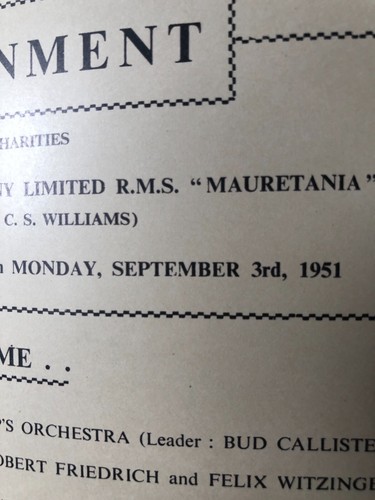 NMENT
HARITIES
NY LIMITED R.M.S. “MAURETANIA”
C. S. WILLIAMS)
n MONDAY, SEPTEMBER 3rd, 1951
ME . .
P'S ORCHESTRA (Leader : BUD CALLISTE
OBERT FRIEDRICH and FELIX WITZINGE